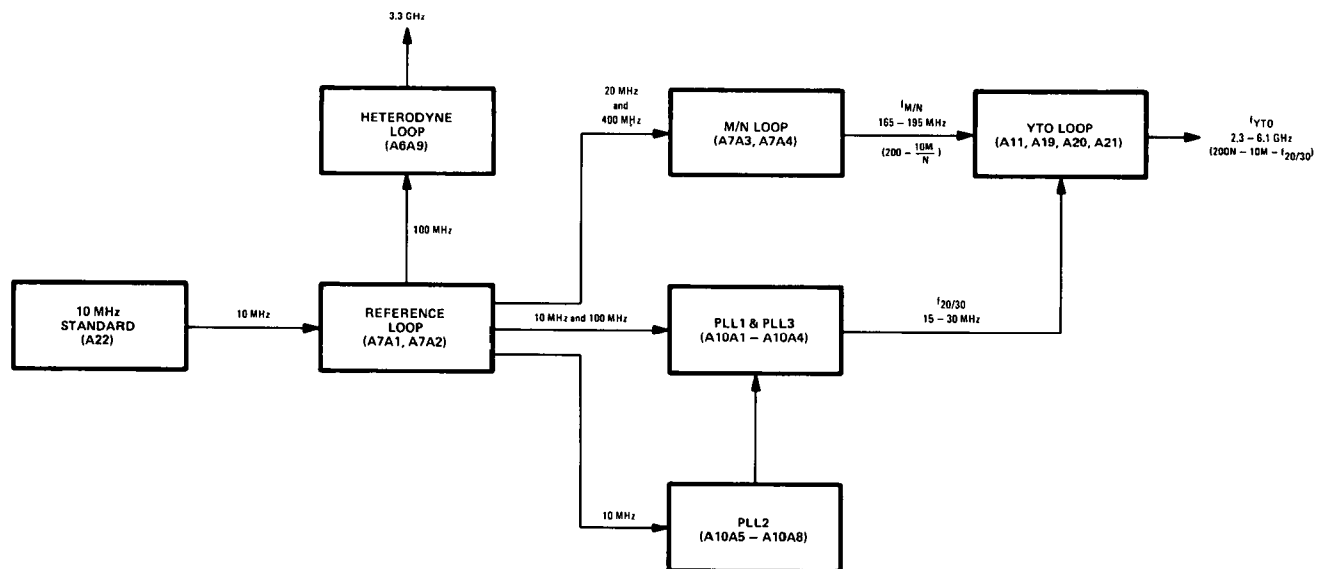 3.3 GHz
HETERODYNE
LOOP
(A6A9)
100 MHz
10 MHz
STANDARD
(A22)
10 MHz
REFERENCE
LOOP
(A7A1, A7A2)
20 MHz
and
400 MHz
M/N LOOP
(A7A3, A7A4)
fM/N
165 – 195 MHz
(200 – 10M/N)
YTO LOOP
(A11, A19, A20, A21)
fYTO
2.3 – 6.1 GHz
(200N – 10M – f20/30)
10 MHz and 100 MHz
PLL1 & PLL3
(A10A1 – A10A4)
f20/30
15 – 30 MHz
10 MHz
PLL2
(A10A5 – A10A8)